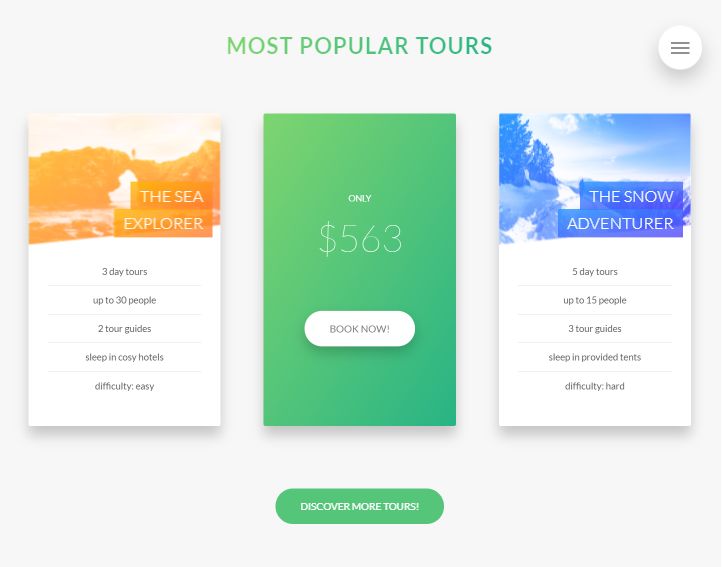 MOST POPULAR TOURS
THE SEA
EXPLORER
3 day tours
up to 30 people
2 tour guides
sleep in cosy hotels
difficulty: easy
ONLY
$563
BOOK NOW!
THE SNOW
ADVENTURER
5 day tours
up to 15 people
3 tour guides
sleep in provided tents
difficulty: hard
DISCOVER MORE TOURS!